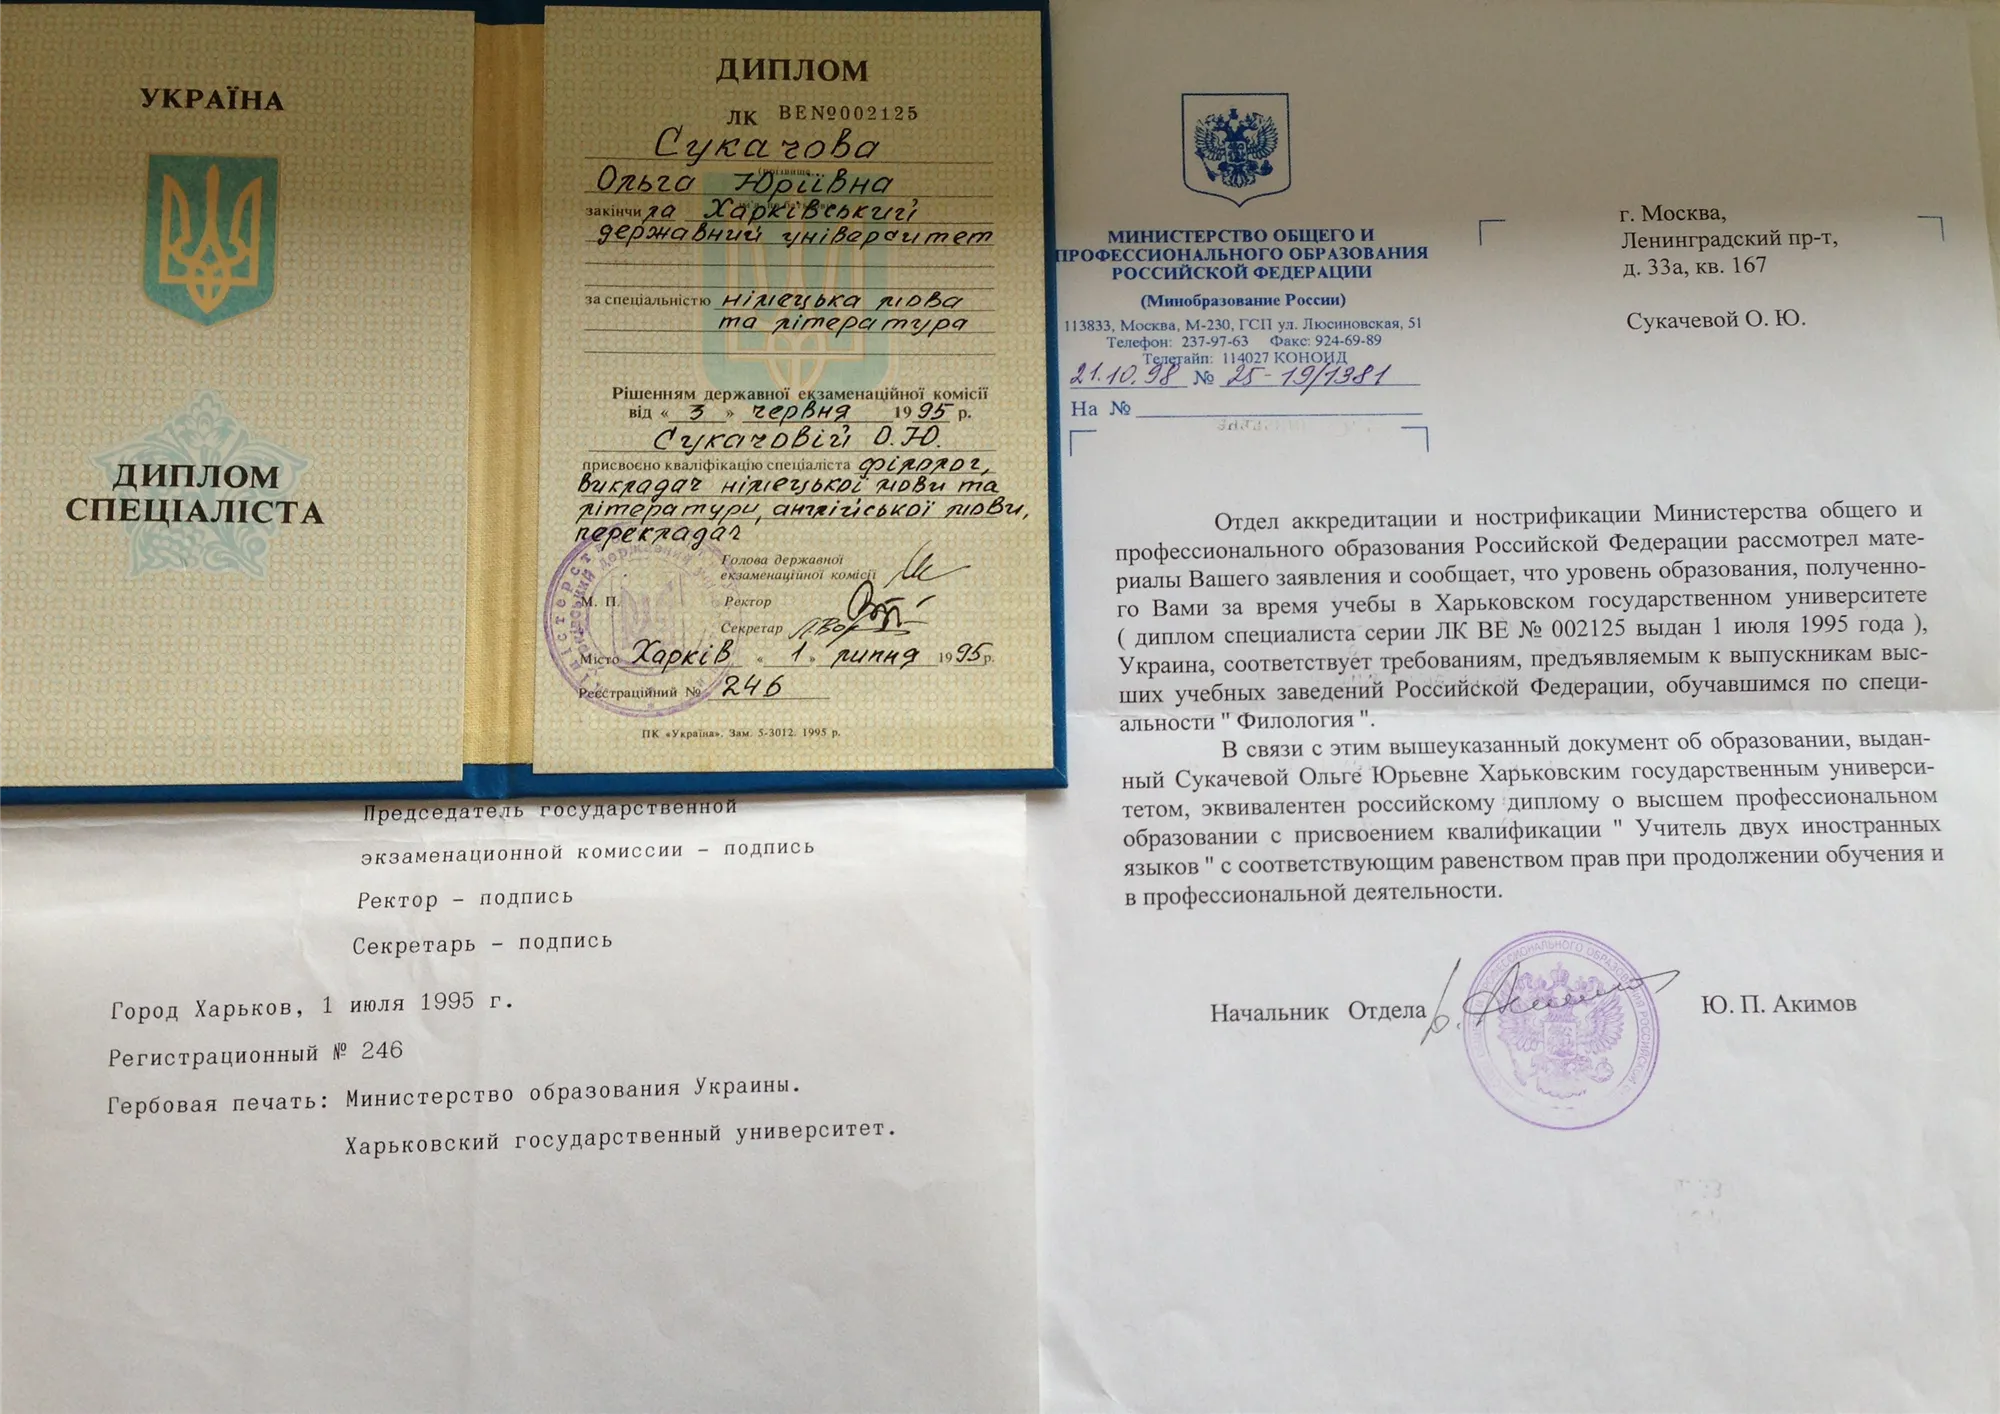 УКРАЇНА
ДИПЛОМ
СПЕЦІАЛІСТА
ДИПЛОМ
ЛК ВЕ№002125
Сукачова
Ольга Юріївна
закінчила Харківський
державний університет
за спеціальністю німецька мова
та література
Рішенням державної екзаменаційної комісії
від « 3 » червня 1995 р.
Сукачовій О.Ю.
присвоєно кваліфікацію спеціаліста філолог,
викладач німецької мови та
літератури, англійської мови,
перекладач
Голова державної
екзаменаційної комісії
М. П.
Ректор
Секретар
Місто Харків « 1 » липня 1995р.
Реєстраційний № 246
ПК «Україна». Зам. 5-3012. 1995 р.
Председатель государственной
экзаменационной комиссии – подпись
Ректор – подпись
Секретарь – подпись
Город Харьков, 1 июля 1995 г.
Регистрационный № 246
Гербовая печать: Министерство образования Украины.
Харьковский государственный университет.
МИНИСТЕРСТВО ОБЩЕГО И
ПРОФЕССИОНАЛЬНОГО ОБРАЗОВАНИЯ
РОССИЙСКОЙ ФЕДЕРАЦИИ
(Минобразование России)
113833, Москва, М-230, ГСП ул. Люсиновская, 51
Телефон: 237-97-63 Факс: 924-69-89
Телетайп: 114027 КОНОИД
21.10.98 № 25-19/1381
На №
г. Москва,
Ленинградский пр-т,
д. 33а, кв. 167
Сукачевой О. Ю.
Отдел аккредитации и нострификации Министерства общего и
профессионального образования Российской Федерации рассмотрел мате-
риалы Вашего заявления и сообщает, что уровень образования, полученно-
го Вами за время учебы в Харьковском государственном университете
( диплом специалиста серии ЛК ВЕ № 002125 выдан 1 июля 1995 года ),
Украина, соответствует требованиям, предъявляемым к выпускникам выс-
ших учебных заведений Российской Федерации, обучавшимся по специ-
альности " Филология ".
В связи с этим вышеуказанный документ об образовании, выдан-
ный Сукачевой Ольге Юрьевне Харьковским государственным универси-
тетом, эквивалентен российскому диплому о высшем профессиональном
образовании с присвоением квалификации " Учитель двух иностранных
языков " с соответствующим равенством прав при продолжении обучения и
в профессиональной деятельности.
Начальник Отдела
Ю. П. Акимов